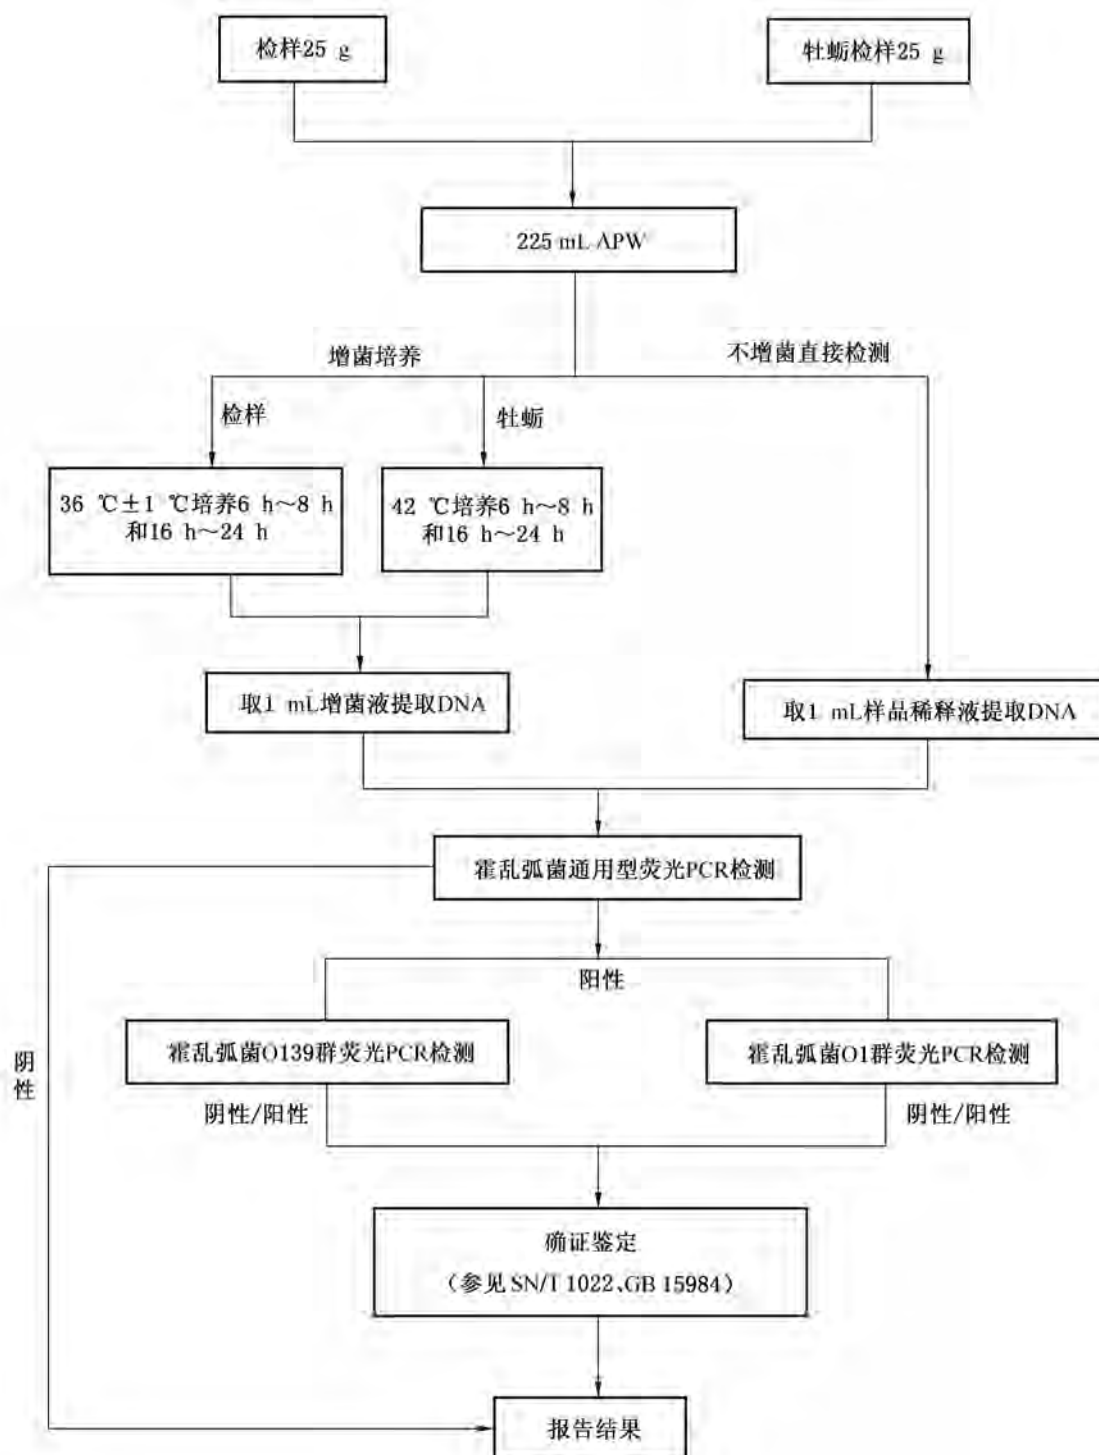 检样25 g
牡蛎检样25 g
225 mL APW
增菌培养
不增菌直接检测
检样
牡蛎
36 ℃±1 ℃培养6 h～8 h
和16 h～24 h
42 ℃培养6 h～8 h
和16 h～24 h
取1 mL增菌液提取DNA
取1 mL样品稀释液提取DNA
霍乱弧菌通用型荧光PCR检测
阳性
阴性
霍乱弧菌O139群荧光PCR检测
霍乱弧菌O1群荧光PCR检测
阴性/阳性
阴性/阳性
确证鉴定
（参见 SN/T 1022、GB 15984）
报告结果